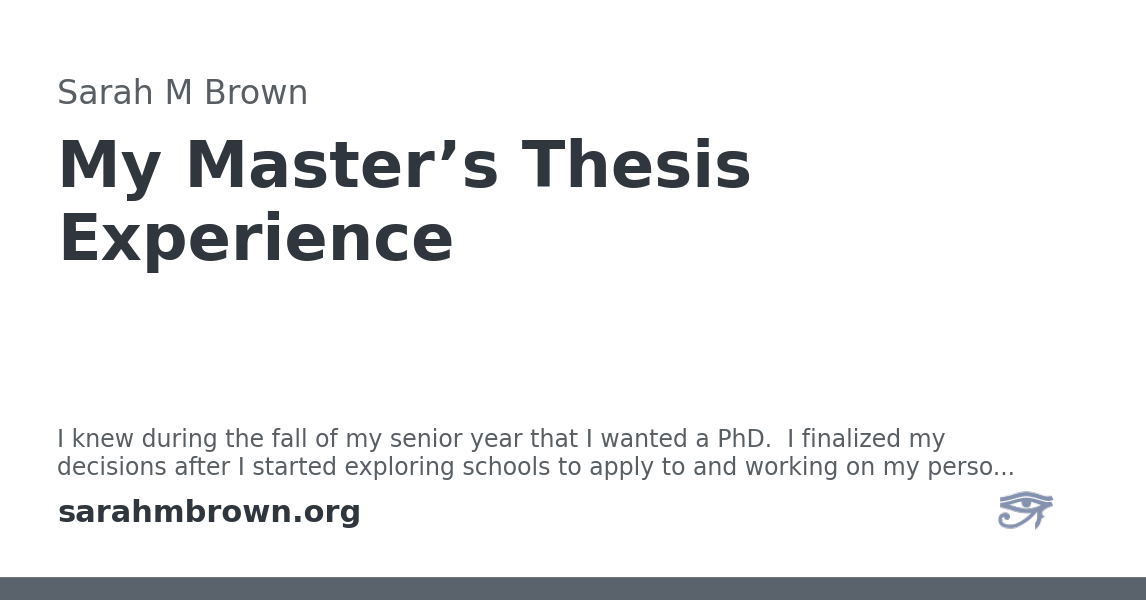 Sarah M Brown
My Master’s Thesis
Experience
I knew during the fall of my senior year that I wanted a PhD.  I finalized my
decisions after I started exploring schools to apply to and working on my perso...
sarahmbrown.org